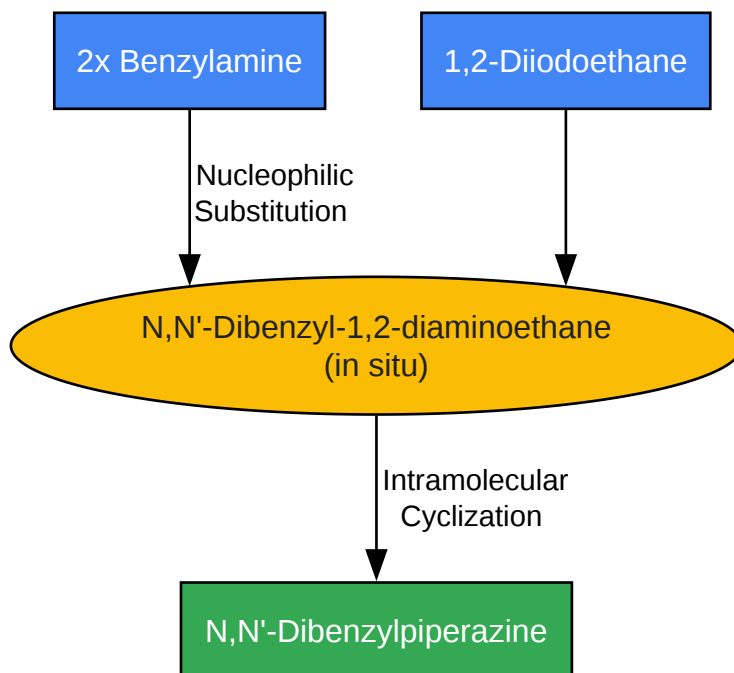 2x Benzylamine
1,2-Diiodoethane
Nucleophilic
Substitution
N,N'-Dibenzyl-1,2-diaminoethane
(in situ)
Intramolecular
Cyclization
N,N'-Dibenzylpiperazine